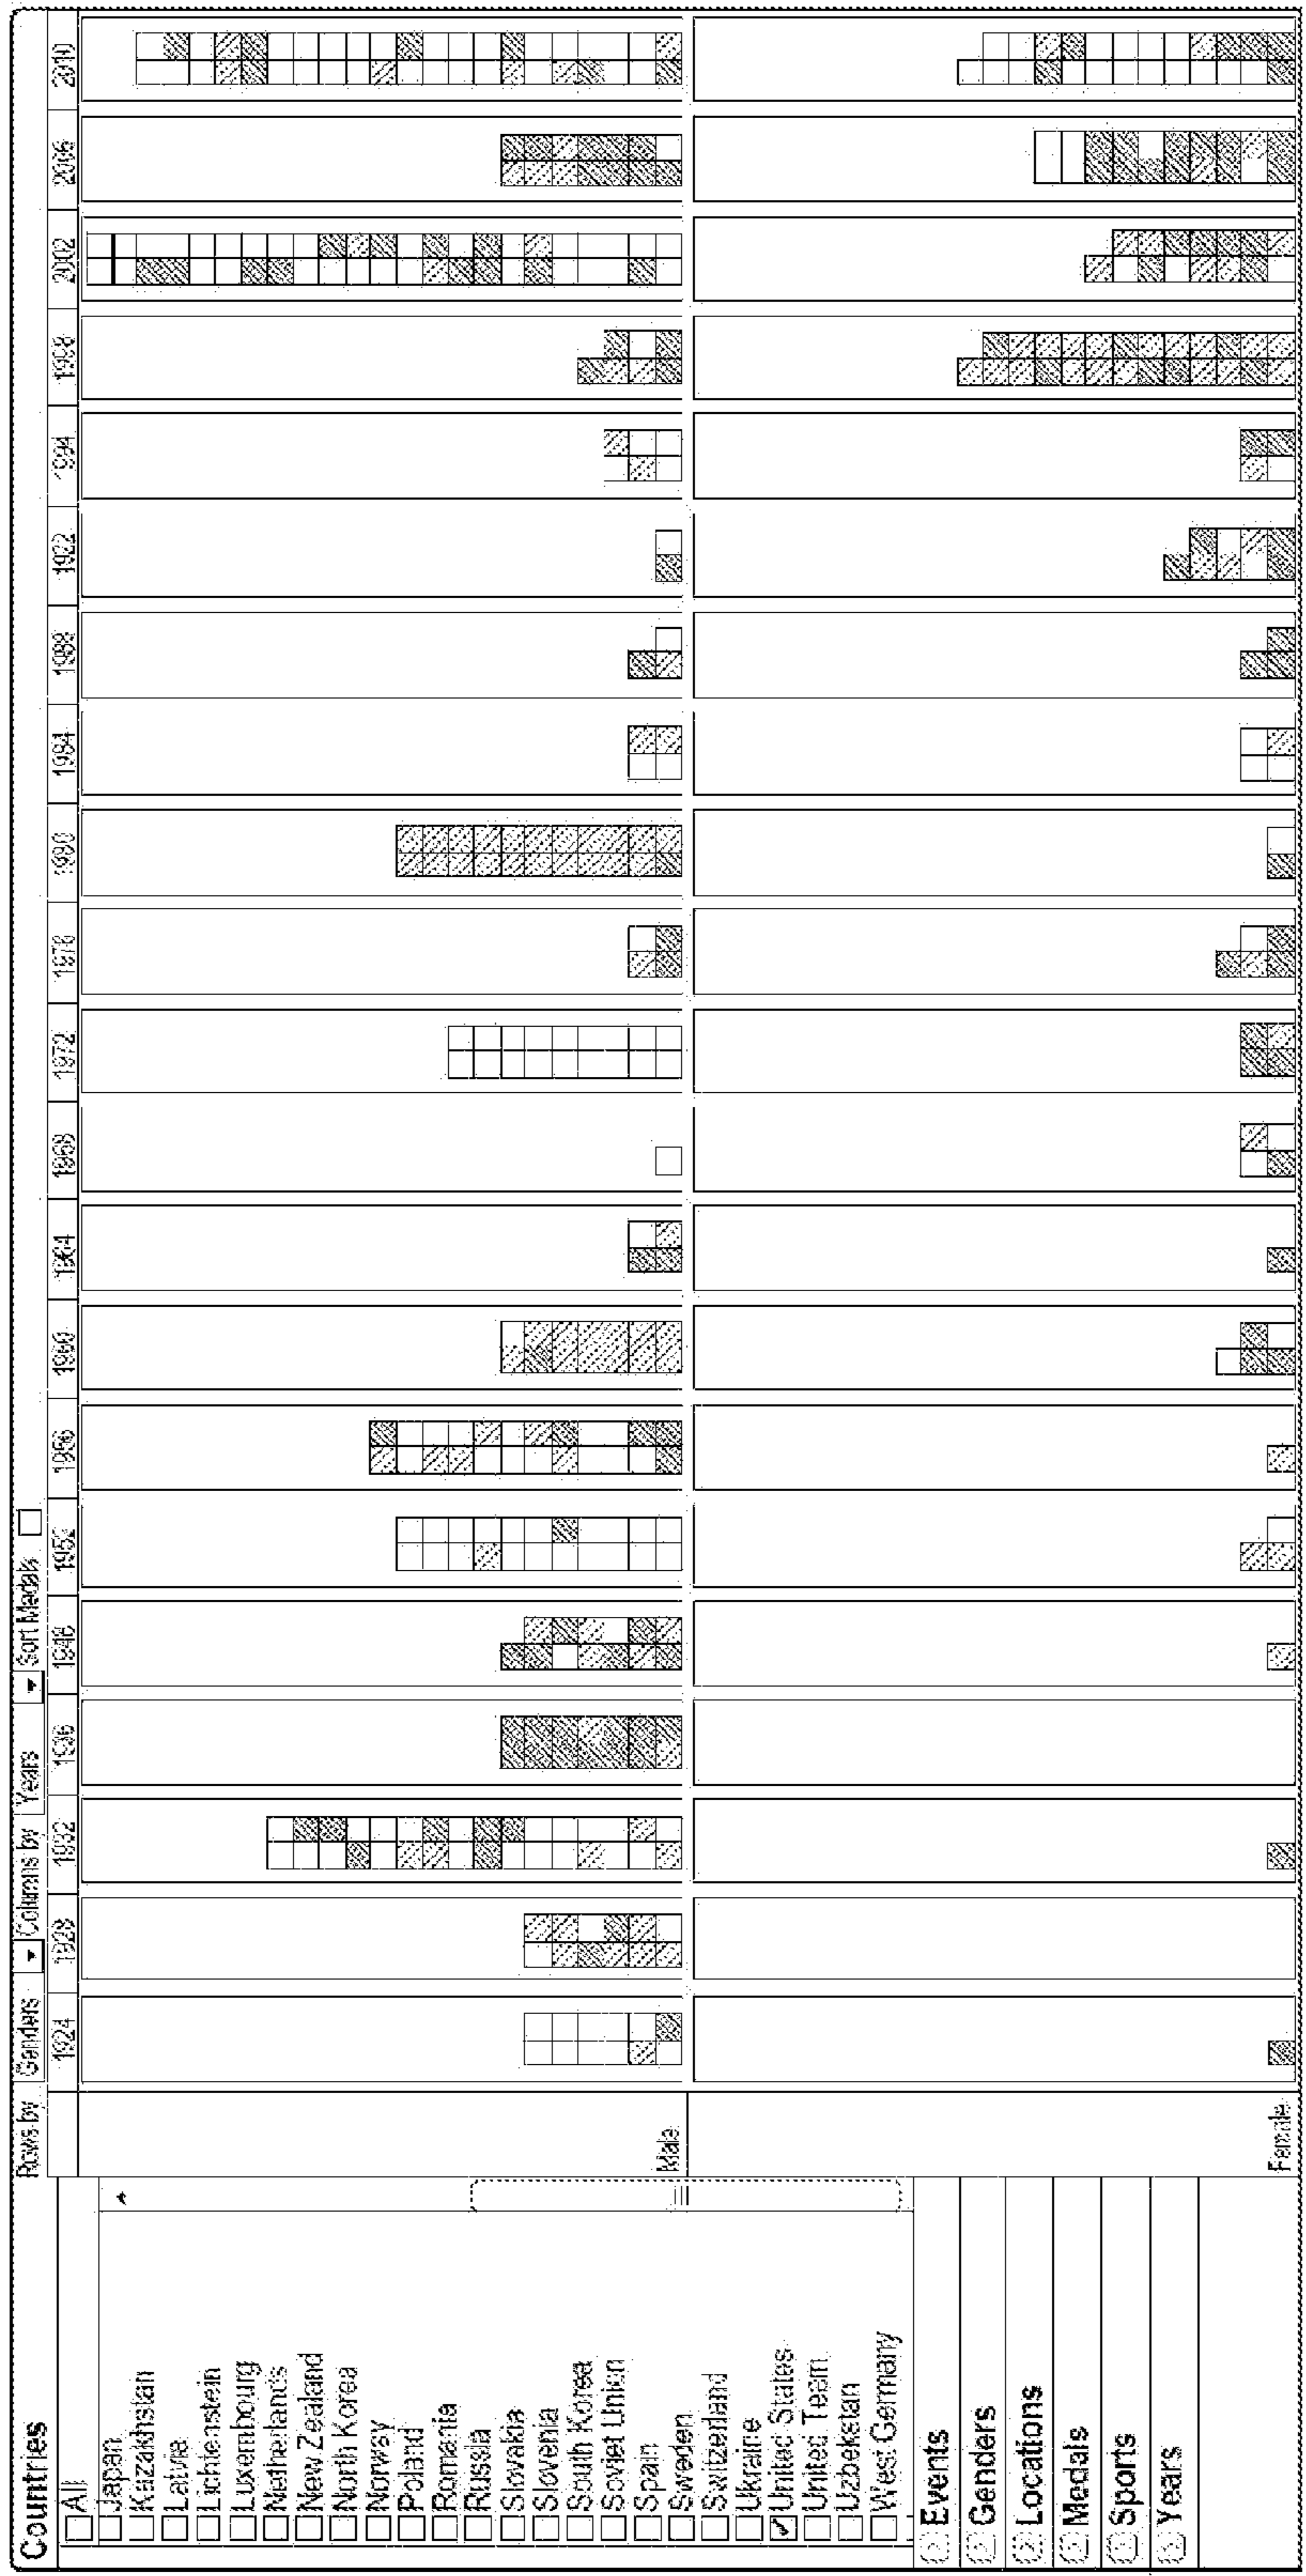 Countries
All
Japan
Kazakhstan
Latvia
Lichtenstein
Luxembourg
Netherlands
New Zealand
North Korea
Norway
Poland
Romania
Russia
Slovakia
Slovenia
South Korea
Soviet Union
Spain
Sweden
Switzerland
Ukraine
United States
United Team
Uzbekistan
West Germany
Events
Genders
Locations
Medals
Sports
Years
Rows by Genders Columns by Years Sort Medals
1924 1928 1932 1936 1948 1952 1956 1960 1964 1968 1972 1976 1980 1984 1988 1992 1994 1998 2002 2006 2010
Male
Female